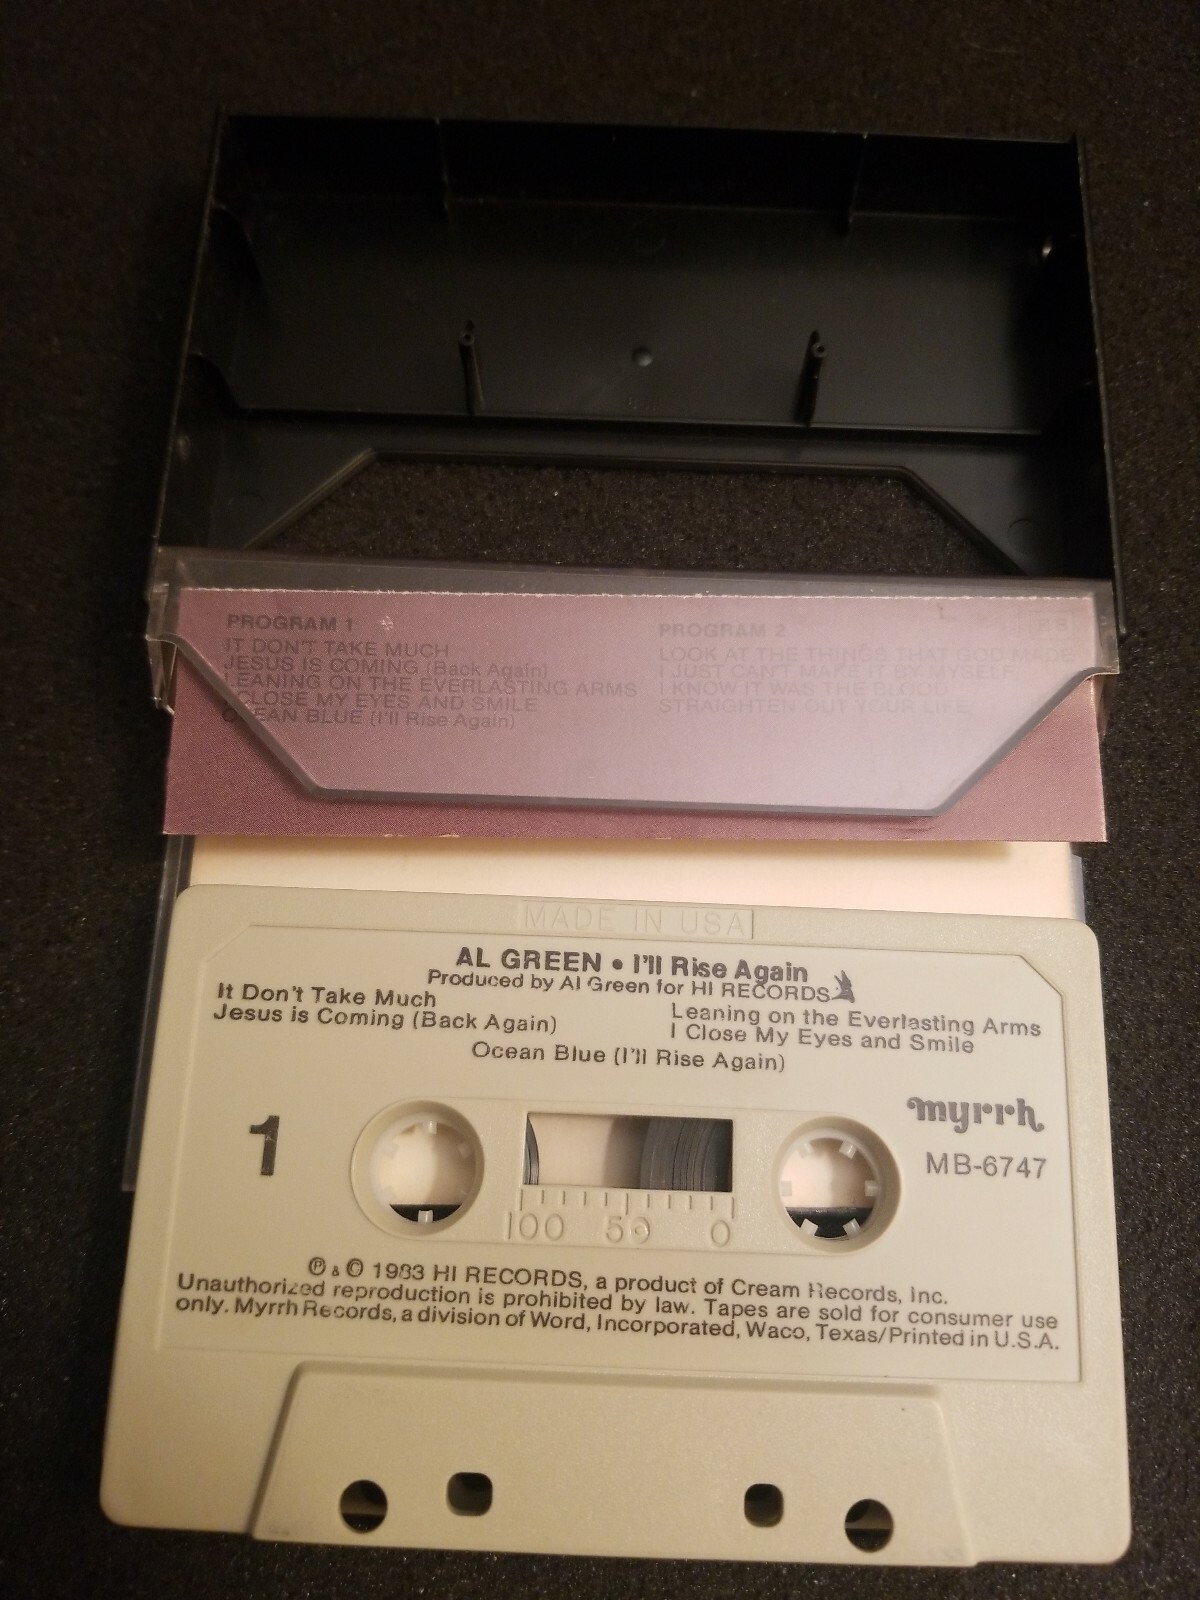 PROGRAM 1
IT DON'T TAKE MUCH
JESUS IS COMING (Back Again)
LEANING ON THE EVERLASTING ARMS
I CLOSE MY EYES AND SMILE
OCEAN BLUE (I'll Rise Again)
PROGRAM 2
LOOK AT THE THINGS THAT GOD MADE
I JUST CAN'T MAKE IT BY MYSELF
I KNOW IT WAS THE BLOOD
STRAIGHTEN OUT YOUR LIFE
MADE IN USA
AL GREEN • I'll Rise Again
Produced by Al Green for HI RECORDS
It Don't Take Much
Jesus is Coming (Back Again)
Leaning on the Everlasting Arms
I Close My Eyes and Smile
Ocean Blue (I'll Rise Again)
1
myrrh
MB-6747
100 50 0
℗ & © 1983 HI RECORDS, a product of Cream Records, Inc.
Unauthorized reproduction is prohibited by law. Tapes are sold for consumer use
only. Myrrh Records, a division of Word, Incorporated, Waco, Texas/Printed in U.S.A.